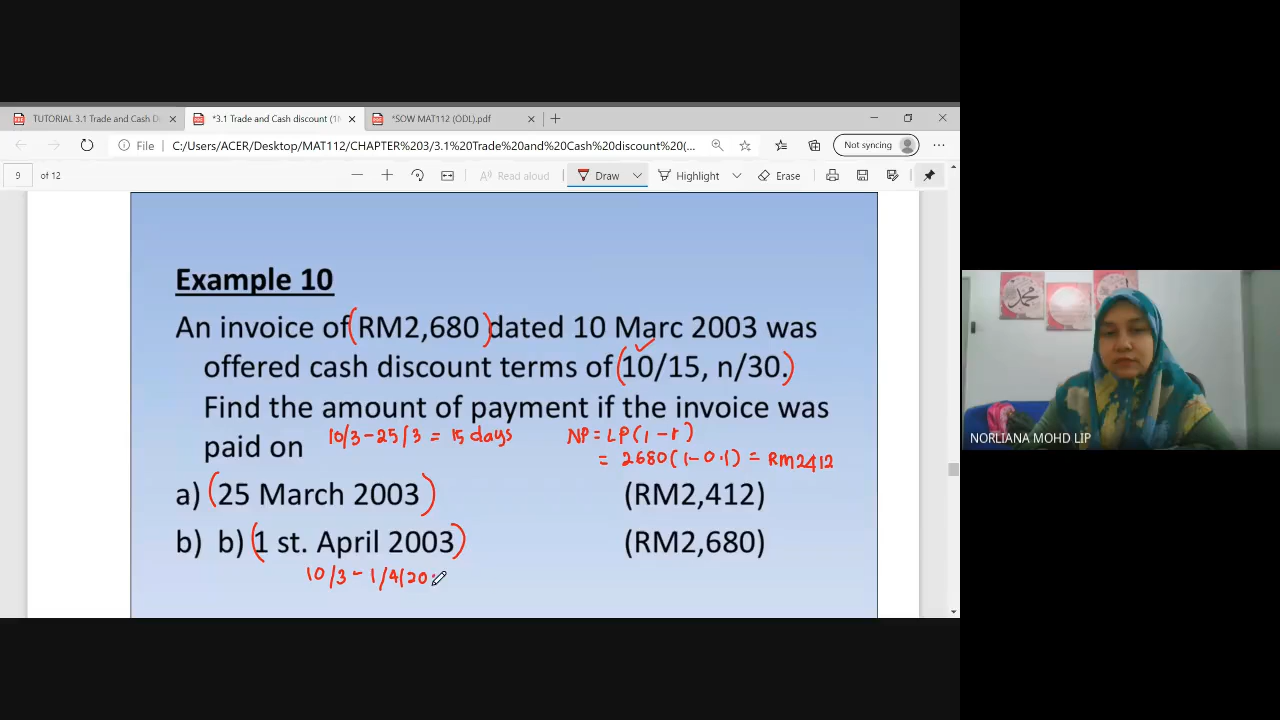 TUTORIAL 3.1 Trade and Cash D
*3.1 Trade and Cash discount (1
*SOW MAT112 (ODL).pdf
File
C:/Users/ACER/Desktop/MAT112/CHAPTER%203/3.1%20Trade%20and%20Cash%20discount%20(...
Not syncing
9 of 12
Read aloud
Draw
Highlight
Erase
Example 10
An invoice of (RM2,680) dated 10 Marc 2003 was
offered cash discount terms of (10/15, n/30.)
Find the amount of payment if the invoice was
paid on
10/3 - 25/3 = 15 days
NP = LP(1 - r)
= 2680(1-0.1) = RM2412
a) (25 March 2003) (RM2,412)
b) b) (1 st. April 2003) (RM2,680)
10/3 - 1/4(20
NORLIANA MOHD LIP